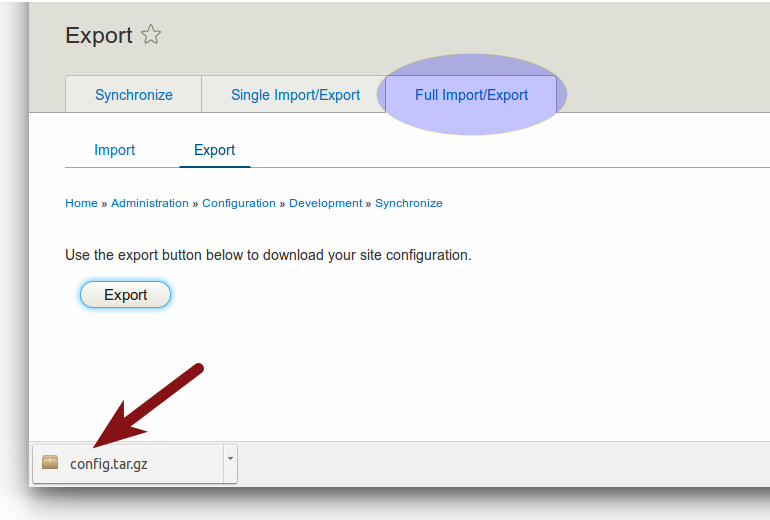 Export
Synchronize Single Import/Export Full Import/Export
Import Export
Home » Administration » Configuration » Development » Synchronize
Use the export button below to download your site configuration.
Export
config.tar.gz